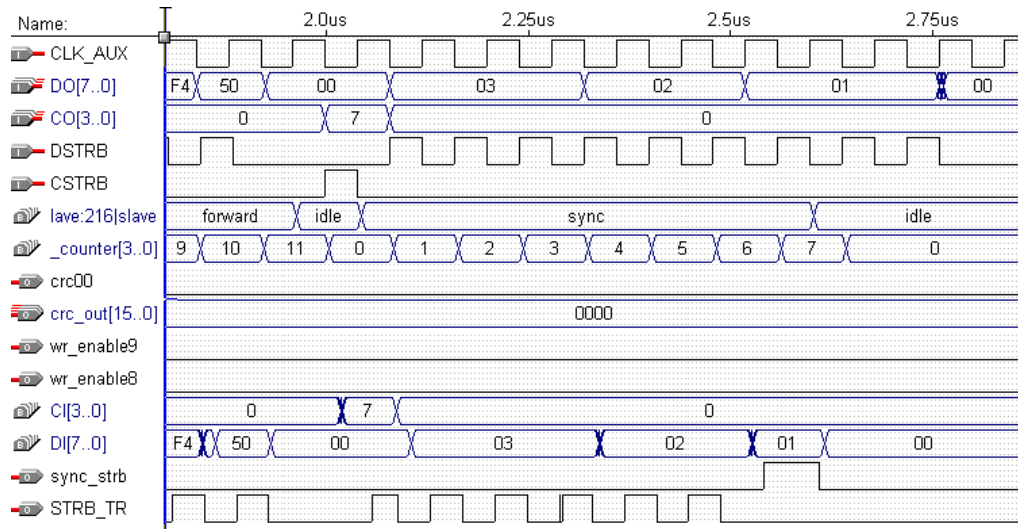 Name: 2.0us 2.25us 2.5us 2.75us
CLK_AUX
DO[7..0] F4 50 00 03 02 01 00
CO[3..0] 0 7 0
DSTRB
CSTRB
lave:216|slave forward idle sync idle
_counter[3..0] 9 10 11 0 1 2 3 4 5 6 7 0
crc00
crc_out[15..0] 0000
wr_enable9
wr_enable8
CI[3..0] 0 7 0
DI[7..0] F4 50 00 03 02 01 00
sync_strb
STRB_TR